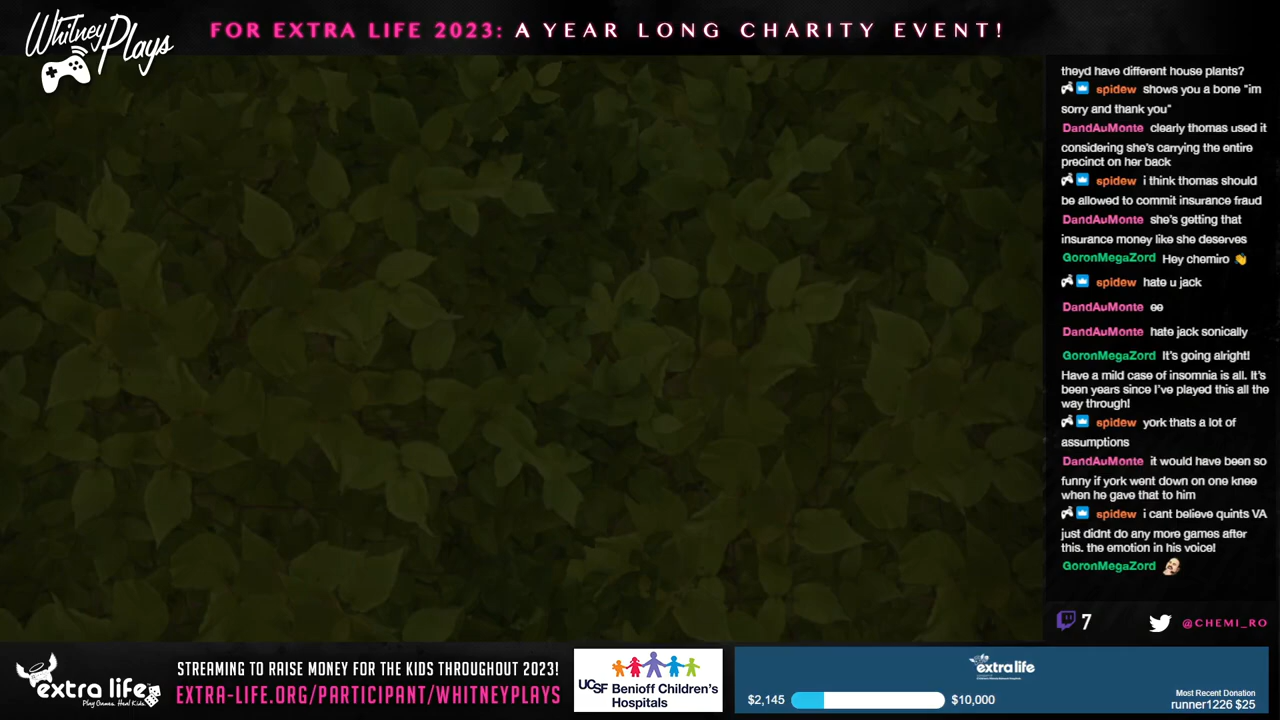 Whitney Plays
FOR EXTRA LIFE 2023: A YEAR LONG CHARITY EVENT!
theyd have different house plants?
spidew shows you a bone "im
sorry and thank you"
DandAuMonte clearly thomas used it
considering she's carrying the entire
precinct on her back
spidew i think thomas should
be allowed to commit insurance fraud
DandAuMonte she's getting that
insurance money like she deserves
GoronMegaZord Hey chemiro
spidew hate u jack
DandAuMonte ee
DandAuMonte hate jack sonically
GoronMegaZord It's going alright!
Have a mild case of insomnia is all. It's
been years since I've played this all the
way through!
spidew york thats a lot of
assumptions
DandAuMonte it would have been so
funny if york went down on one knee
when he gave that to him
spidew i cant believe quints VA
just didnt do any more games after
this. the emotion in his voice!
GoronMegaZord
7
@CHEMI_RO
extra life
Play Games. Heal Kids.
STREAMING TO RAISE MONEY FOR THE KIDS THROUGHOUT 2023!
EXTRA-LIFE.ORG/PARTICIPANT/WHITNEYPLAYS
UCSF Benioff Children's
Hospitals
extra life
$2,145
$10,000
Most Recent Donation
runner1226 $25